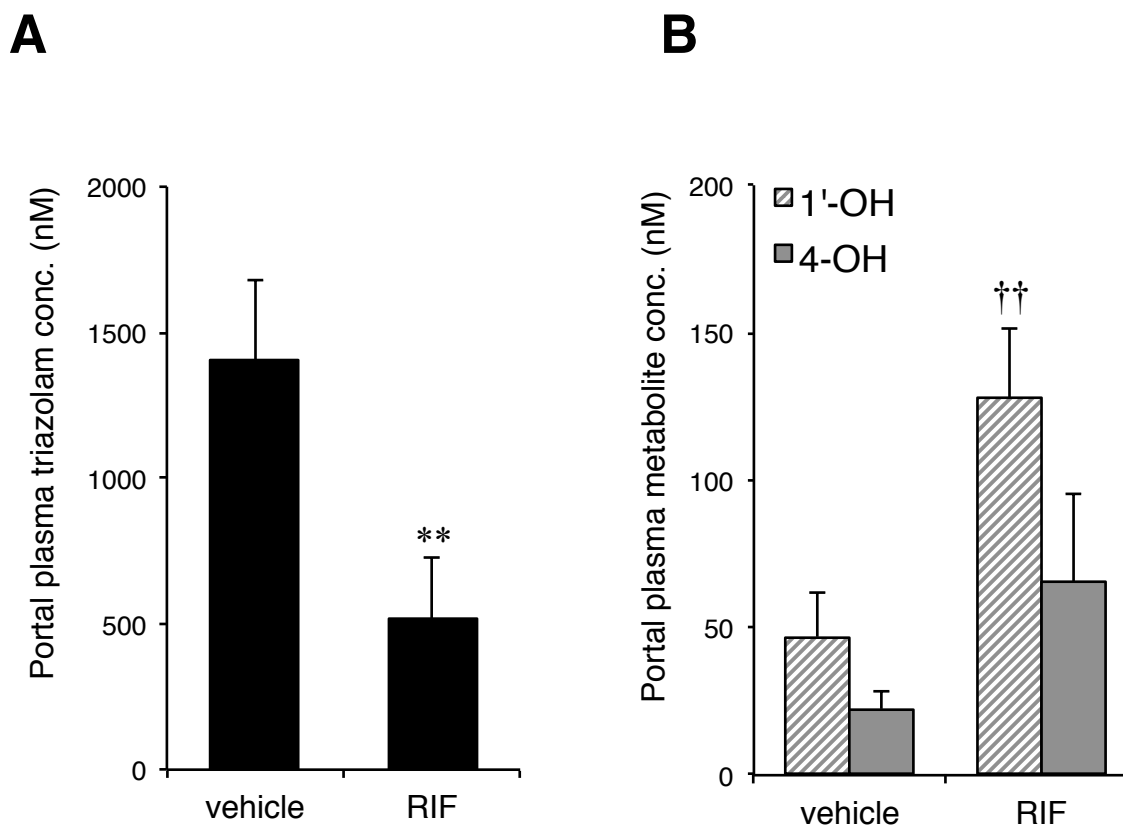 A
Portal plasma triazolam conc. (nM)
2000
1500
1000
500
0
**
vehicle
RIF
B
Portal plasma metabolite conc. (nM)
200
150
100
50
0
1'-OH
4-OH
††
vehicle
RIF